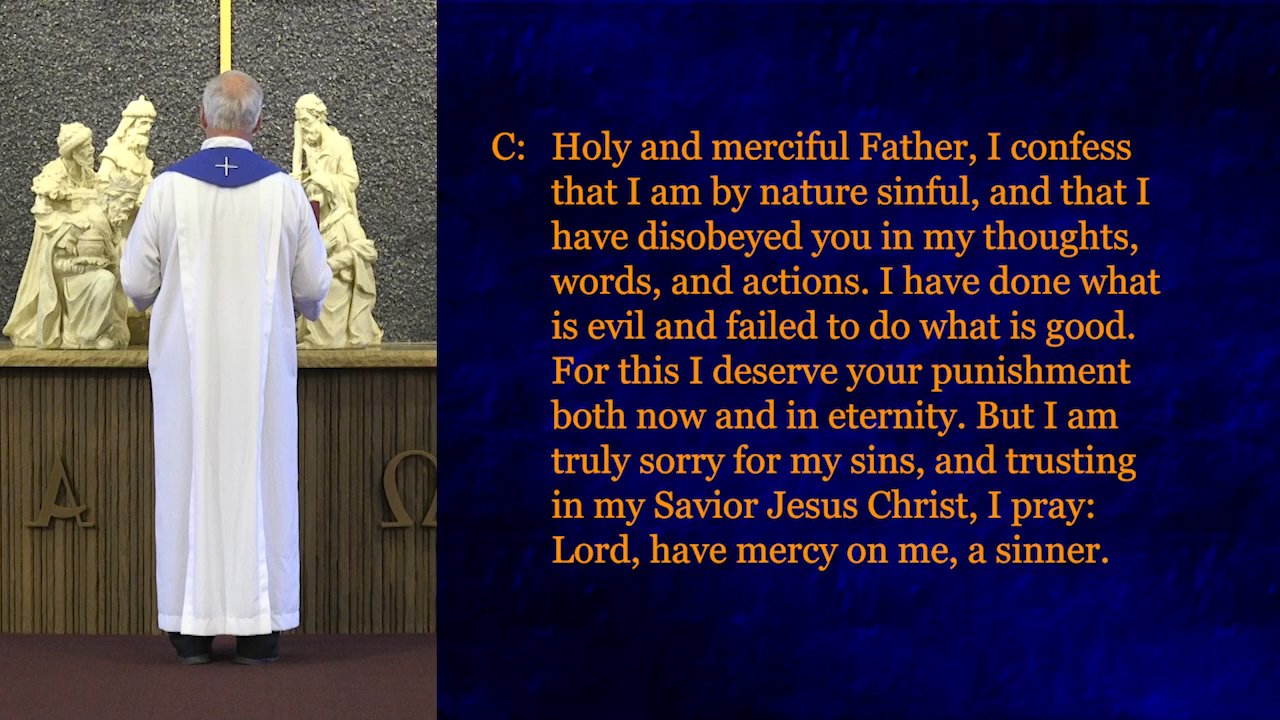 C: Holy and merciful Father, I confess
that I am by nature sinful, and that I
have disobeyed you in my thoughts,
words, and actions. I have done what
is evil and failed to do what is good.
For this I deserve your punishment
both now and in eternity. But I am
truly sorry for my sins, and trusting
in my Savior Jesus Christ, I pray:
Lord, have mercy on me, a sinner.
Α Ω